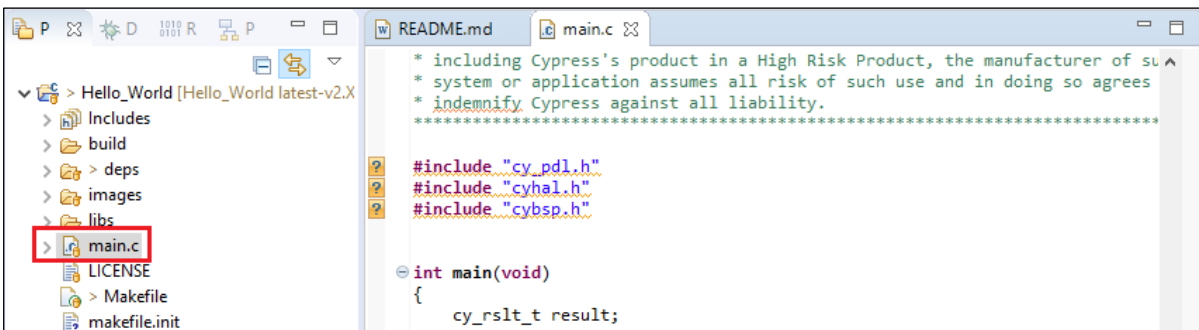 P D R P
README.md main.c
> Hello_World [Hello_World latest-v2.X
Includes
build
> deps
images
libs
main.c
LICENSE
> Makefile
makefile.init
* including Cypress's product in a High Risk Product, the manufacturer of su
* system or application assumes all risk of such use and in doing so agrees
* indemnify Cypress against all liability.
****************************************************************************
#include "cy_pdl.h"
#include "cyhal.h"
#include "cybsp.h"
int main(void)
{
cy_rslt_t result;